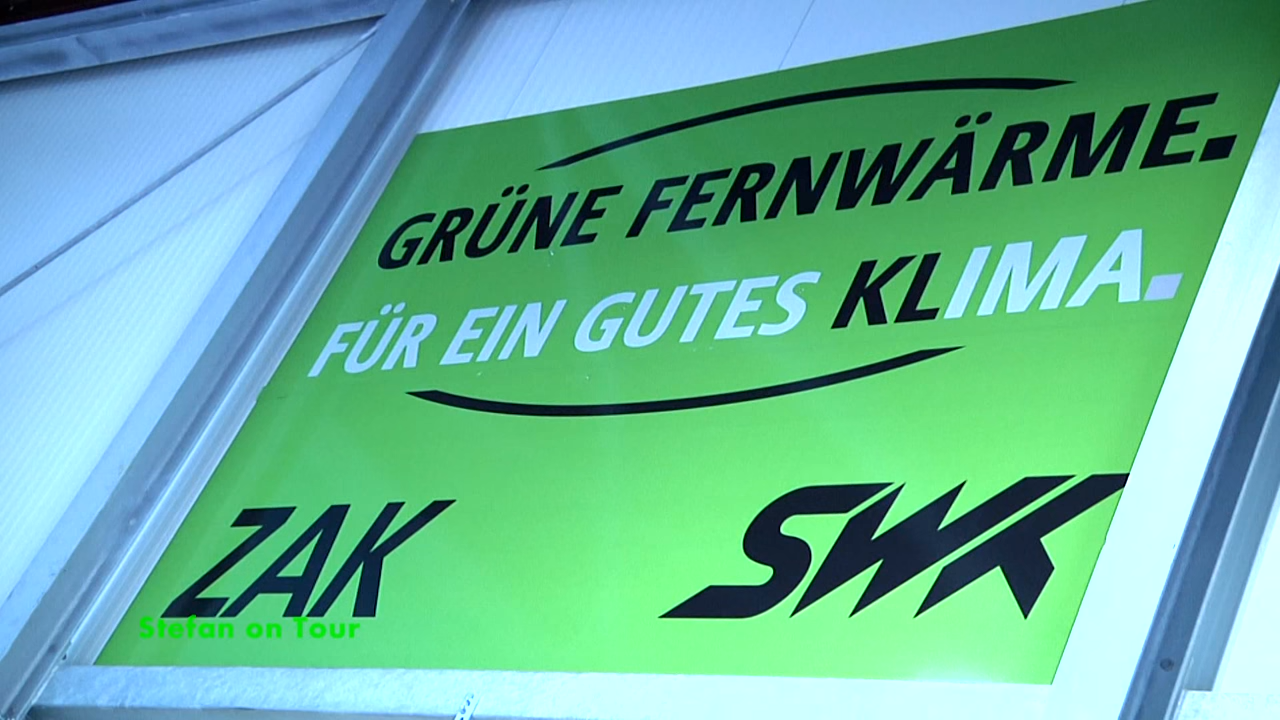 GRÜNE FERNWÄRME.
FÜR EIN GUTES KLIMA.
ZAK
SWK
Stefan on Tour